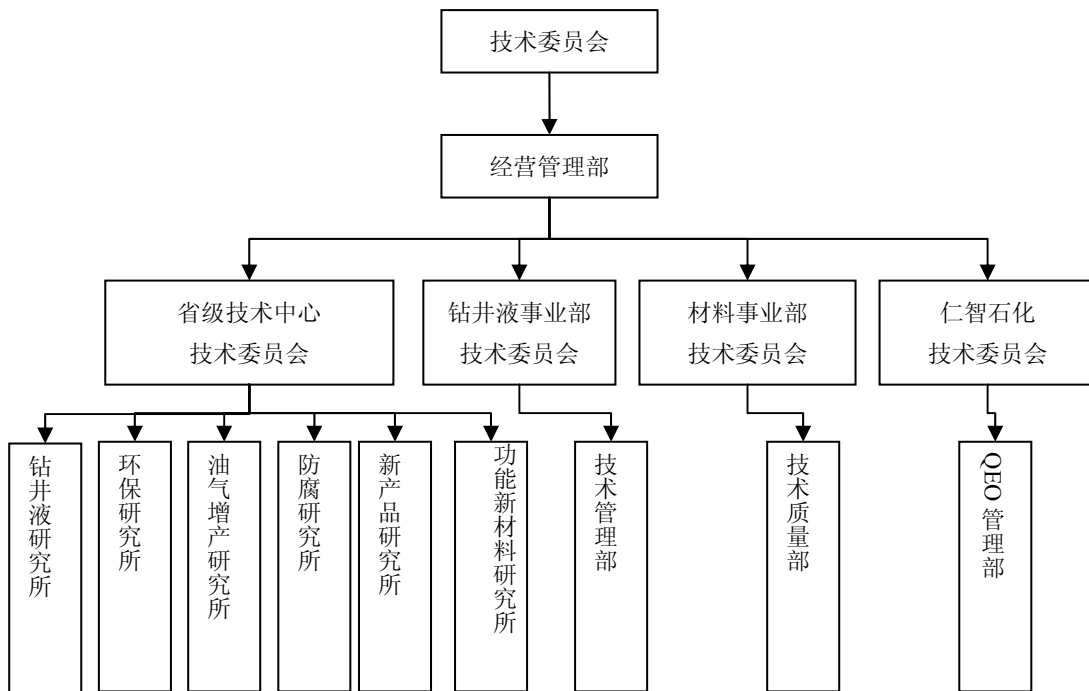 技术委员会
经营管理部
省级技术中心
技术委员会
钻井液事业部
技术委员会
材料事业部
技术委员会
仁智石化
技术委员会
钻井液研究所
环保研究所
油气增产研究所
防腐研究所
新产品研究所
功能新材料研究所
技术管理部
技术质量部
QEO 管理部